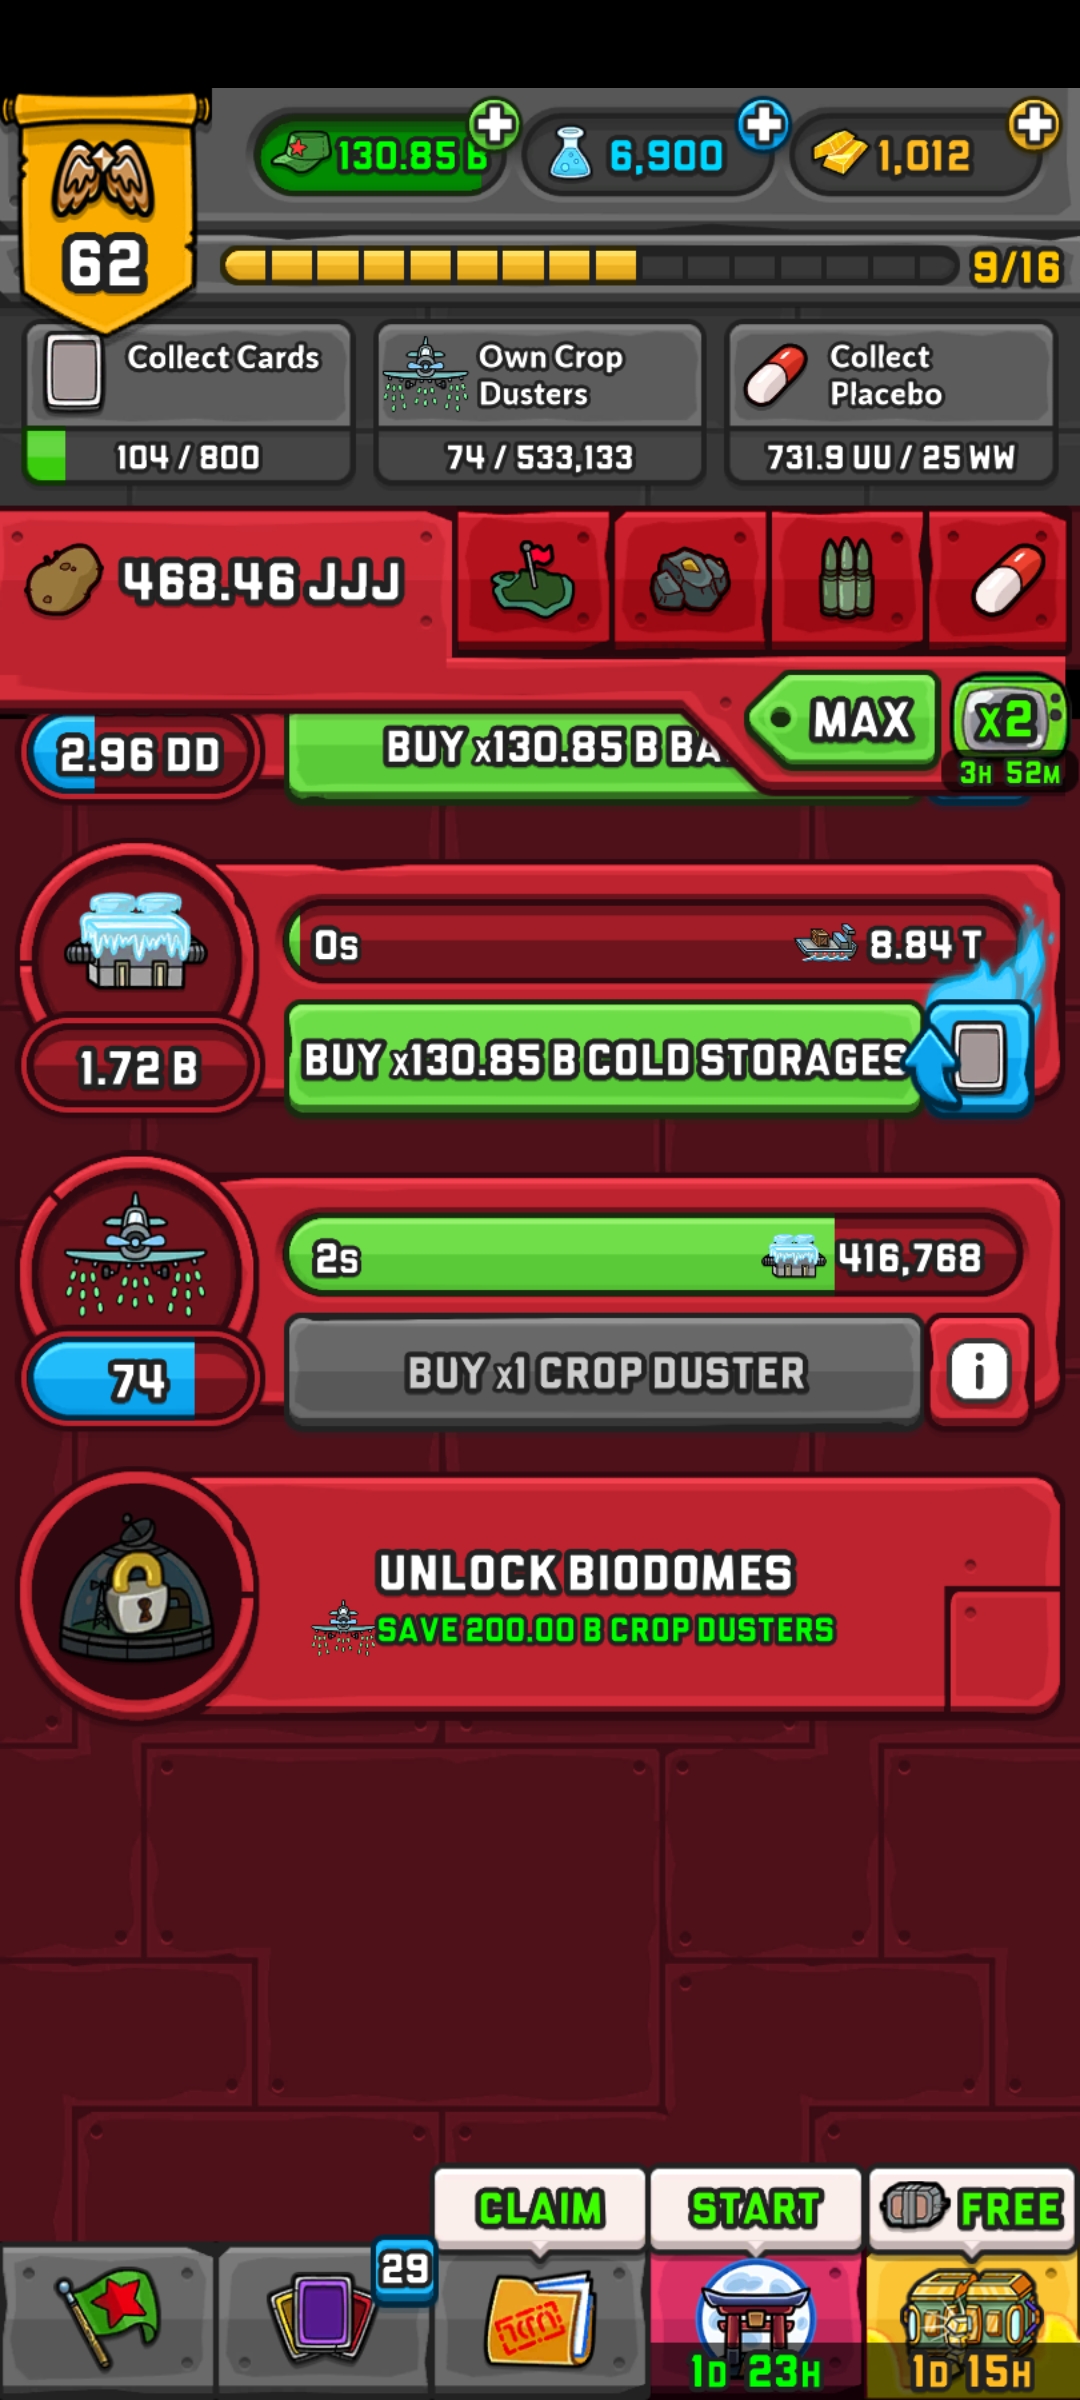 130.85 B
6,900
1,012
62
9/16
Collect Cards
104 / 800
Own Crop
Dusters
74 / 533,133
Collect
Placebo
731.9 UU / 25 WW
468.46 JJJ
MAX
x2
3H 52M
2.96 DD
BUY x130.85 B BA
0s
8.84 T
1.72 B
BUY x130.85 B COLD STORAGES
2s
416,768
74
BUY x1 CROP DUSTER
i
UNLOCK BIODOMES
SAVE 200.00 B CROP DUSTERS
CLAIM
START
FREE
29
1D 23H
1D 15H